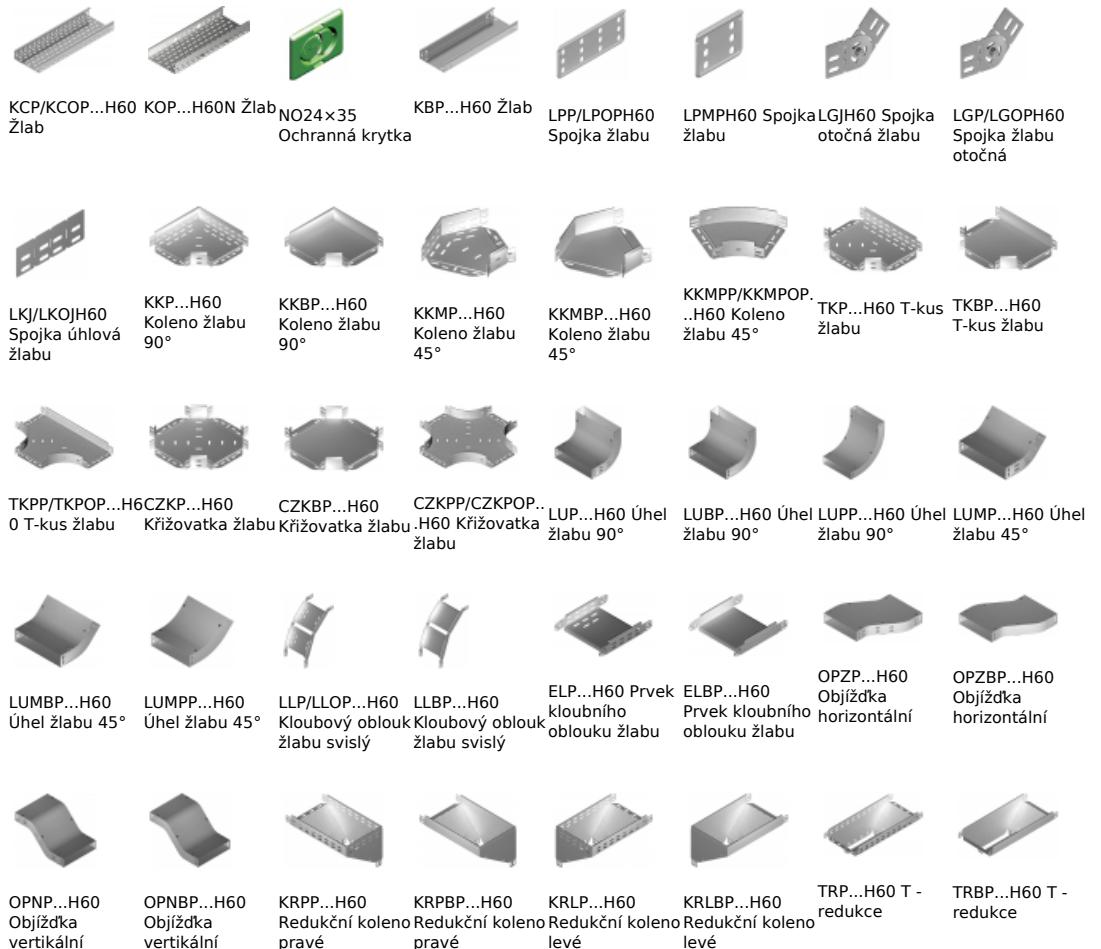 KCP/KCOP...H60
Žlab
KOP...H60N Žlab
NO24×35
Ochranná krytka
KBP...H60 Žlab
LPP/LPOPH60
Spojka žlabu
LPMPH60 Spojka
žlabu
LGJH60 Spojka
otočná žlabu
LGP/LGOPH60
Spojka žlabu
otočná
LKJ/LKOJH60
Spojka úhlová
žlabu
KKP...H60
Koleno žlabu
90°
KKBP...H60
Koleno žlabu
90°
KKMP...H60
Koleno žlabu
45°
KKMBP...H60
Koleno žlabu
45°
KKMPP/KKMPOP.
..H60 Koleno
žlabu 45°
TKP...H60 T-kus
žlabu
TKBP...H60
T-kus žlabu
TKPP/TKPOP...H6
0 T-kus žlabu
CZKP...H60
Křižovatka žlabu
CZKBP...H60
Křižovatka žlabu
CZKPP/CZKPOP..
.H60 Křižovatka
žlabu
LUP...H60 Úhel
žlabu 90°
LUBP...H60 Úhel
žlabu 90°
LUPP...H60 Úhel
žlabu 90°
LUMP...H60 Úhel
žlabu 45°
LUMBP...H60
Úhel žlabu 45°
LUMPP...H60
Úhel žlabu 45°
LLP/LLOP...H60
Kloubový oblouk
žlabu svislý
LLBP...H60
Kloubový oblouk
žlabu svislý
ELP...H60 Prvek
kloubního
oblouku žlabu
ELBP...H60
Prvek kloubního
oblouku žlabu
OPZP...H60
Objížďka
horizontální
OPZBP...H60
Objížďka
horizontální
OPNP...H60
Objížďka
vertikální
OPNBP...H60
Objížďka
vertikální
KRPP...H60
Redukční koleno
pravé
KRPBP...H60
Redukční koleno
pravé
KRLP...H60
Redukční koleno
levé
KRLBP...H60
Redukční koleno
levé
TRP...H60 T -
redukce
TRBP...H60 T -
redukce